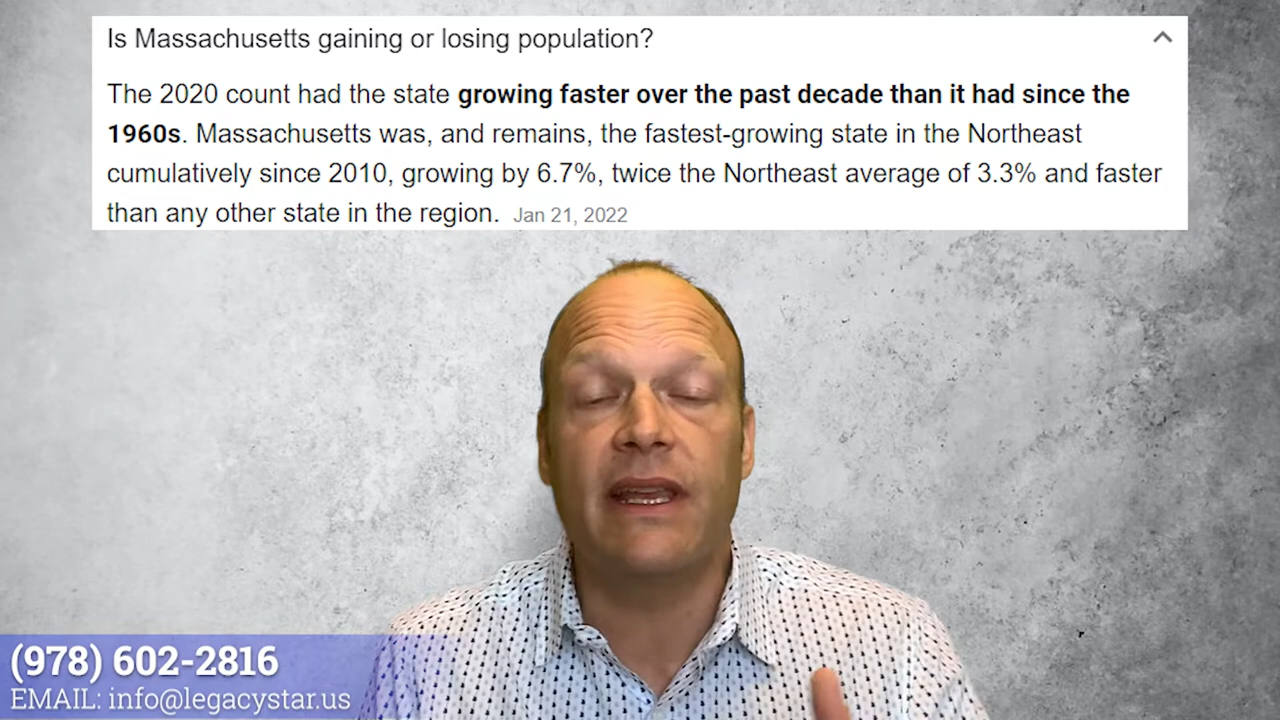 Is Massachusetts gaining or losing population?
The 2020 count had the state growing faster over the past decade than it had since the
1960s. Massachusetts was, and remains, the fastest-growing state in the Northeast
cumulatively since 2010, growing by 6.7%, twice the Northeast average of 3.3% and faster
than any other state in the region. Jan 21, 2022
(978) 602-2816
EMAIL: info@legacystar.us